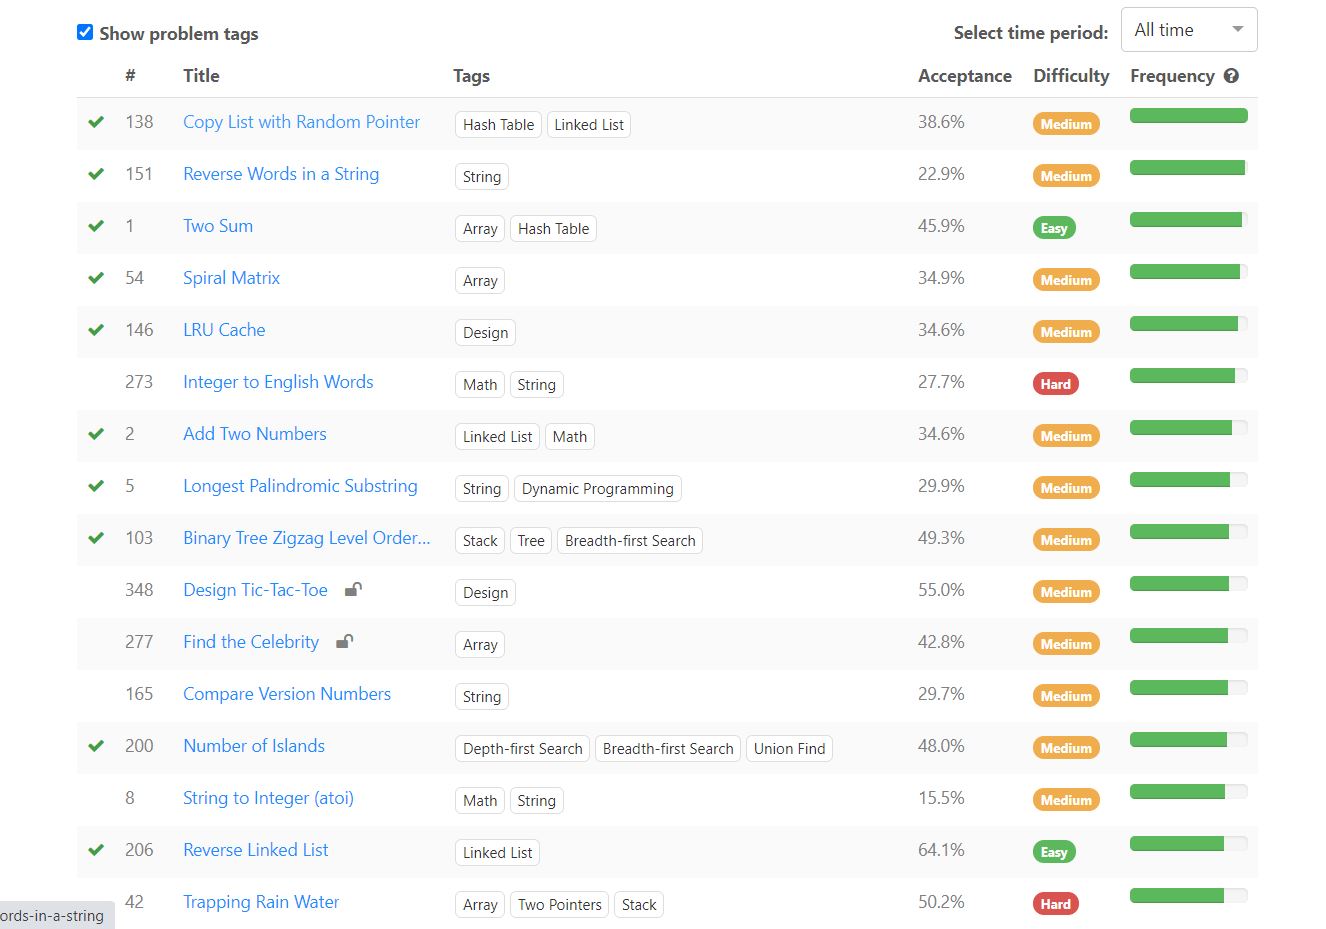 Show problem tags Select time period: All time
# Title Tags Acceptance Difficulty Frequency
138 Copy List with Random Pointer Hash Table Linked List 38.6% Medium
151 Reverse Words in a String String 22.9% Medium
1 Two Sum Array Hash Table 45.9% Easy
54 Spiral Matrix Array 34.9% Medium
146 LRU Cache Design 34.6% Medium
273 Integer to English Words Math String 27.7% Hard
2 Add Two Numbers Linked List Math 34.6% Medium
5 Longest Palindromic Substring String Dynamic Programming 29.9% Medium
103 Binary Tree Zigzag Level Order... Stack Tree Breadth-first Search 49.3% Medium
348 Design Tic-Tac-Toe Design 55.0% Medium
277 Find the Celebrity Array 42.8% Medium
165 Compare Version Numbers String 29.7% Medium
200 Number of Islands Depth-first Search Breadth-first Search Union Find 48.0% Medium
8 String to Integer (atoi) Math String 15.5% Medium
206 Reverse Linked List Linked List 64.1% Easy
42 Trapping Rain Water Array Two Pointers Stack 50.2% Hard
ords-in-a-string